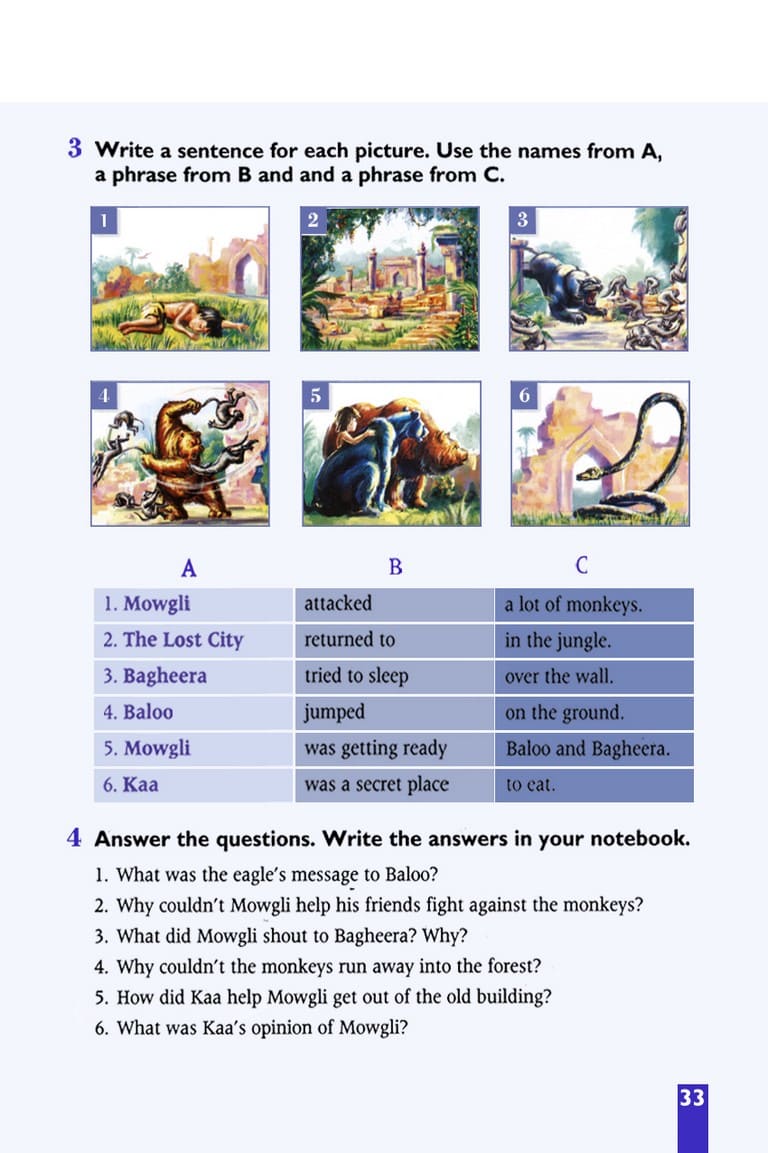 3 Write a sentence for each picture. Use the names from A,
a phrase from B and and a phrase from C.
1 2 3
4 5 6
A B C
1. Mowgli attacked a lot of monkeys.
2. The Lost City returned to in the jungle.
3. Bagheera tried to sleep over the wall.
4. Baloo jumped on the ground.
5. Mowgli was getting ready Baloo and Bagheera.
6. Kaa was a secret place to eat.
4 Answer the questions. Write the answers in your notebook.
1. What was the eagle's message to Baloo?
2. Why couldn't Mowgli help his friends fight against the monkeys?
3. What did Mowgli shout to Bagheera? Why?
4. Why couldn't the monkeys run away into the forest?
5. How did Kaa help Mowgli get out of the old building?
6. What was Kaa's opinion of Mowgli?
33